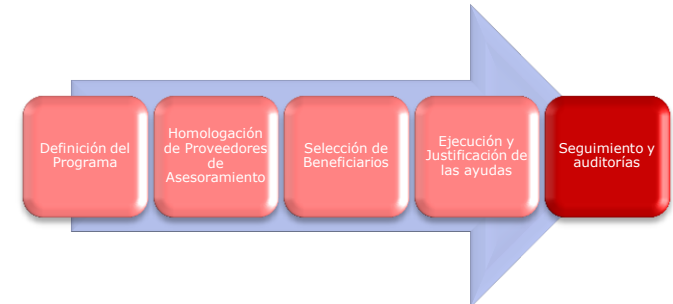 Definición del
Programa
Homologación
de Proveedores
de
Asesoramiento
Selección de
Beneficiarios
Ejecución y
Justificación de
las ayudas
Seguimiento y
auditorías